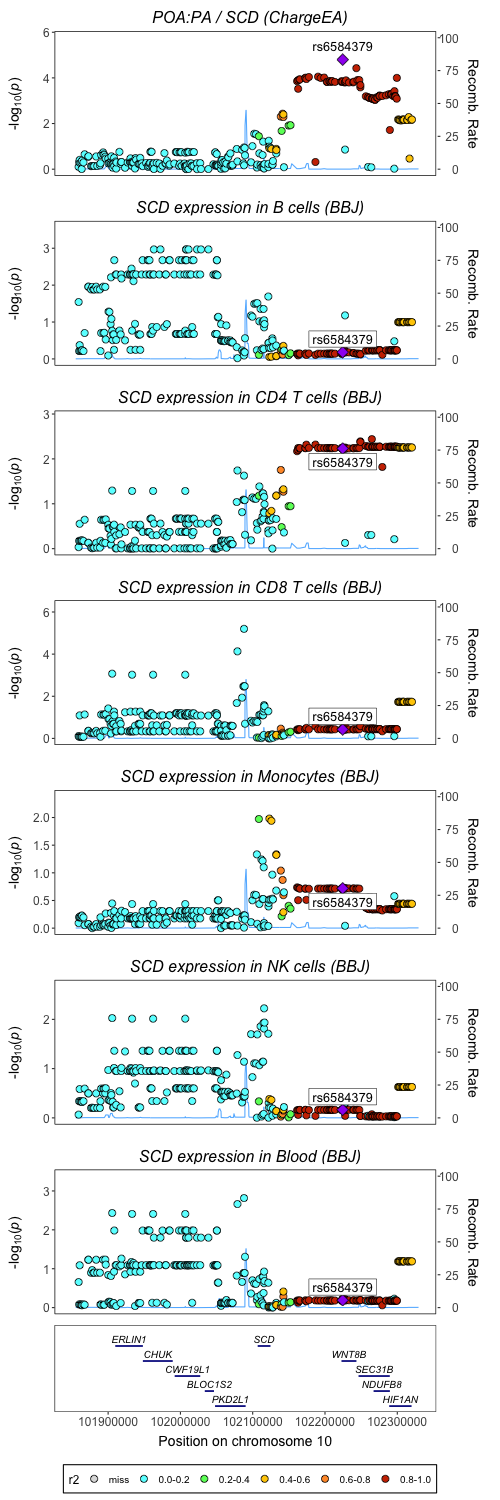 POA:PA / SCD (ChargeEA)
rs6584379
0 2 4 6
-log10(p)
0 25 50 75 100
Recomb. Rate
SCD expression in B cells (BBJ)
rs6584379
0 1 2 3
-log10(p)
0 25 50 75 100
Recomb. Rate
SCD expression in CD4 T cells (BBJ)
rs6584379
0 1 2 3
-log10(p)
0 25 50 75 100
Recomb. Rate
SCD expression in CD8 T cells (BBJ)
rs6584379
0 2 4 6
-log10(p)
0 25 50 75 100
Recomb. Rate
SCD expression in Monocytes (BBJ)
rs6584379
0.0 0.5 1.0 1.5 2.0
-log10(p)
0 25 50 75 100
Recomb. Rate
SCD expression in NK cells (BBJ)
rs6584379
0 1 2
-log10(p)
0 25 50 75 100
Recomb. Rate
SCD expression in Blood (BBJ)
rs6584379
0 1 2 3
-log10(p)
0 25 50 75 100
Recomb. Rate
ERLIN1 SCD WNT8B
CHUK
CWF19L1 SEC31B
BLOC1S2 NDUFB8
PKD2L1 HIF1AN
101900000 102000000 102100000 102200000 102300000
Position on chromosome 10
r2 miss 0.0-0.2 0.2-0.4 0.4-0.6 0.6-0.8 0.8-1.0